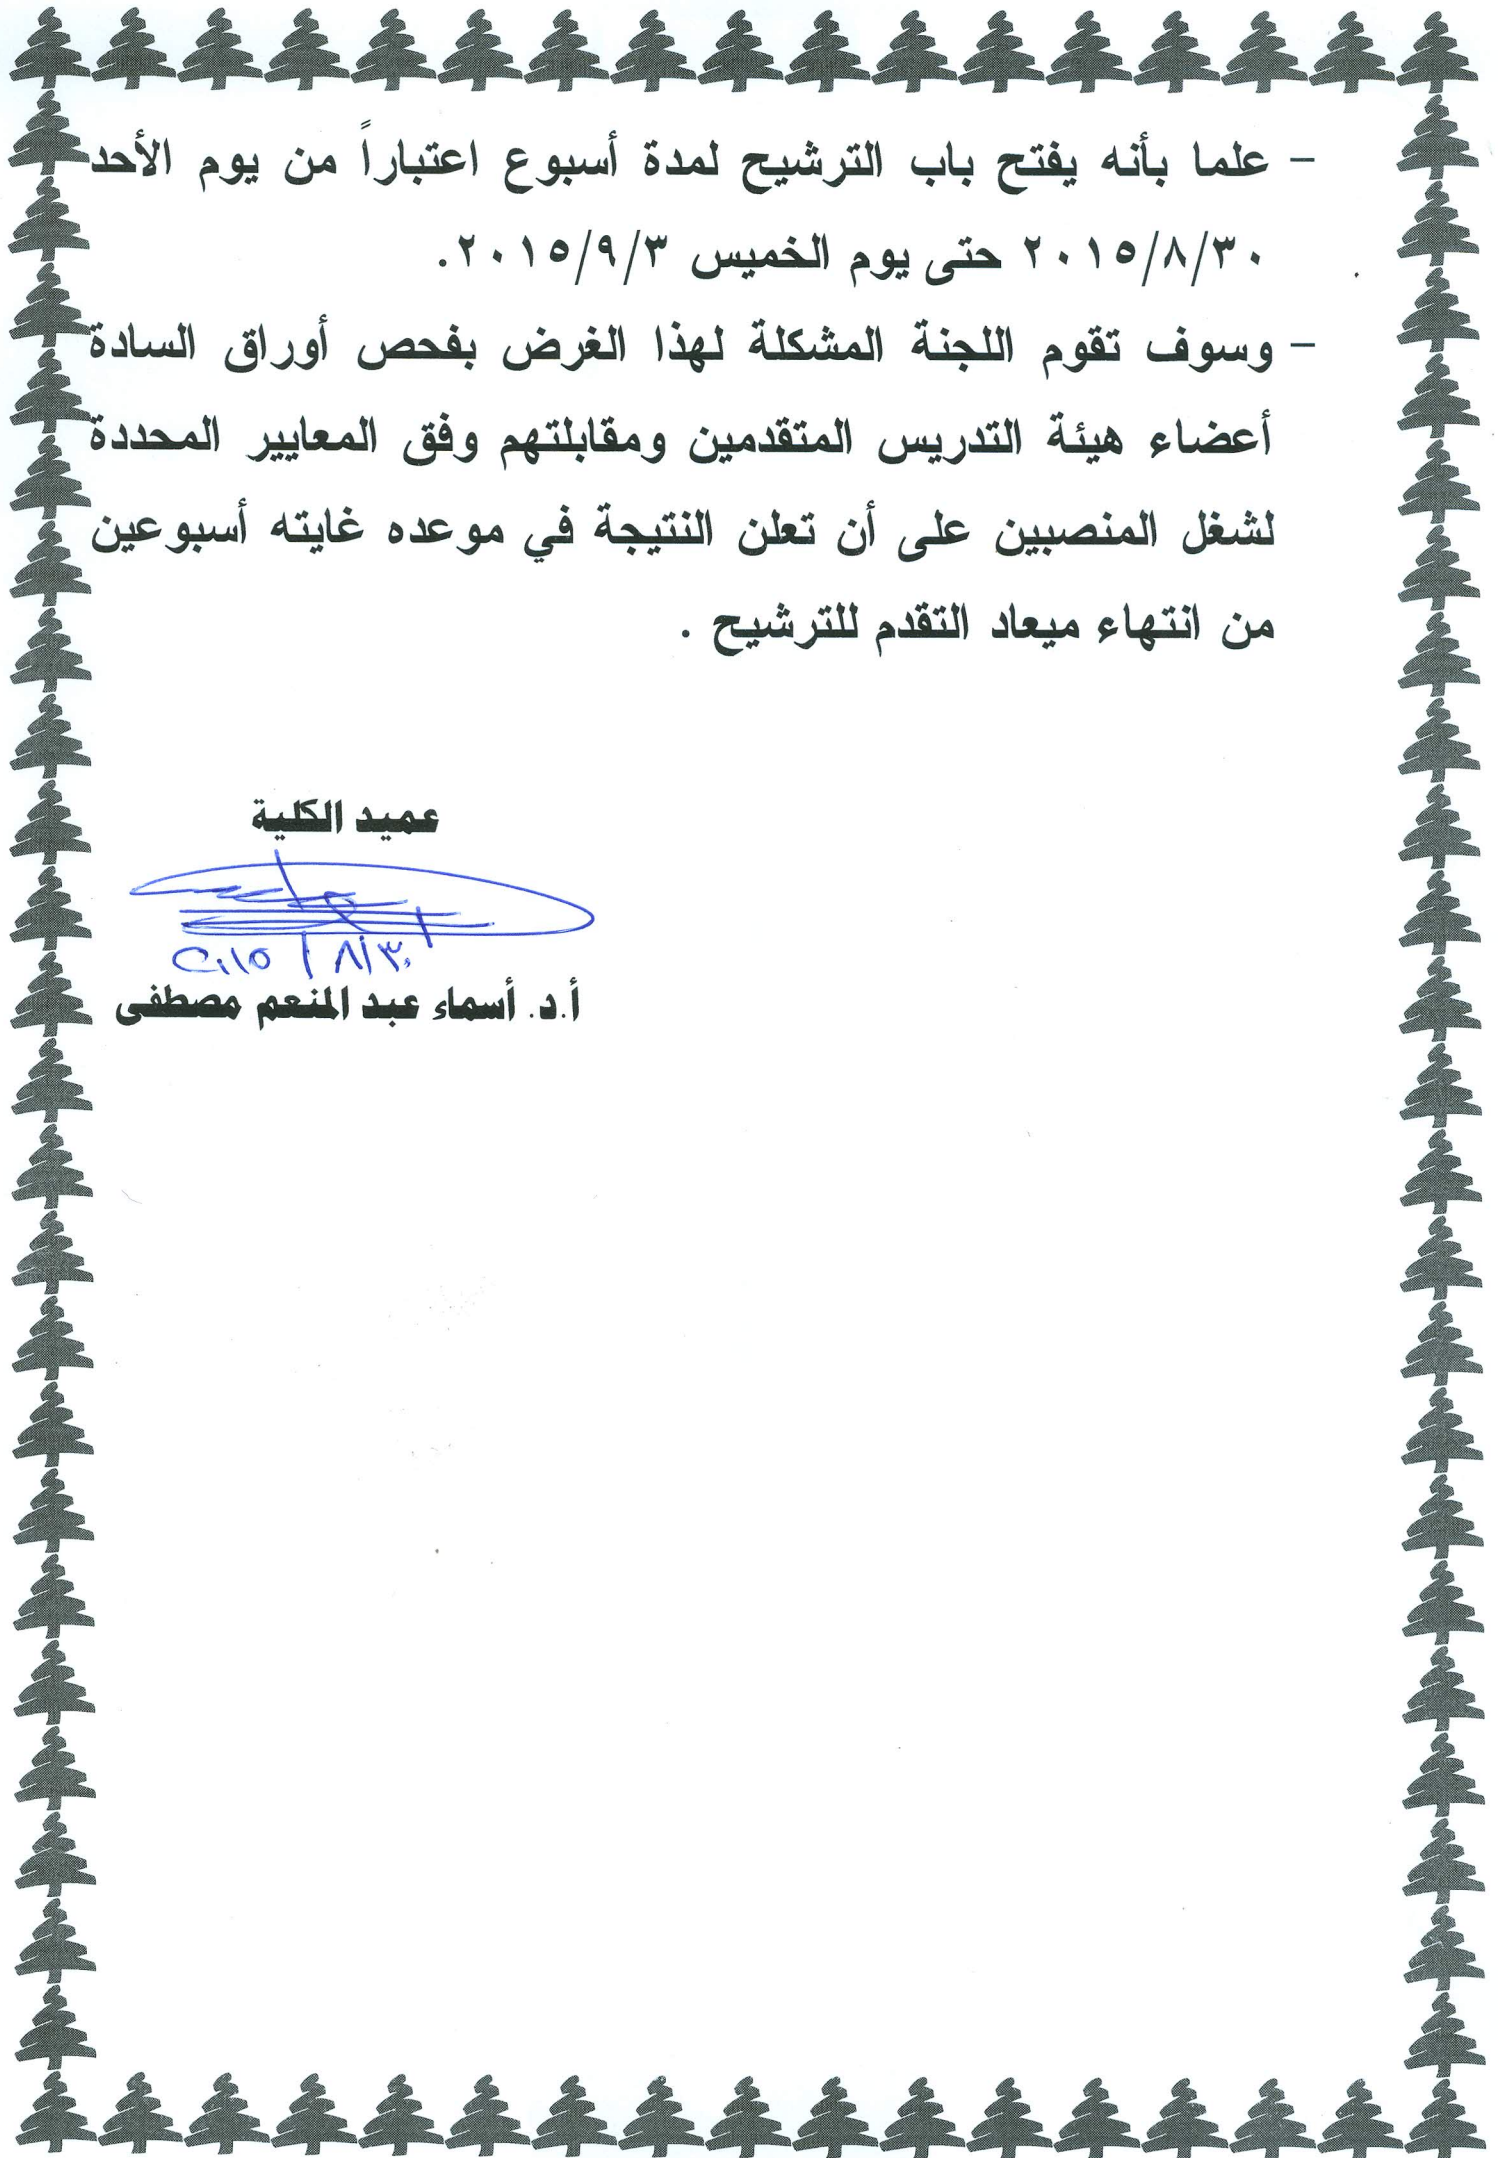 - علما بأنه يفتح باب الترشيح لمدة أسبوع اعتباراً من يوم الأحد
٢٠١٥/٨/٣٠ حتى يوم الخميس ٢٠١٥/٩/٣.
- وسوف تقوم اللجنة المشكلة لهذا الغرض بفحص أوراق السادة
أعضاء هيئة التدريس المتقدمين ومقابلتهم وفق المعايير المحددة
لشغل المنصبين على أن تعلن النتيجة في موعده غايته أسبوعين
من انتهاء ميعاد التقدم للترشيح .
عميد الكلية
٢٠١٥/٨/٣٠
أ.د. أسماء عبد المنعم مصطفى